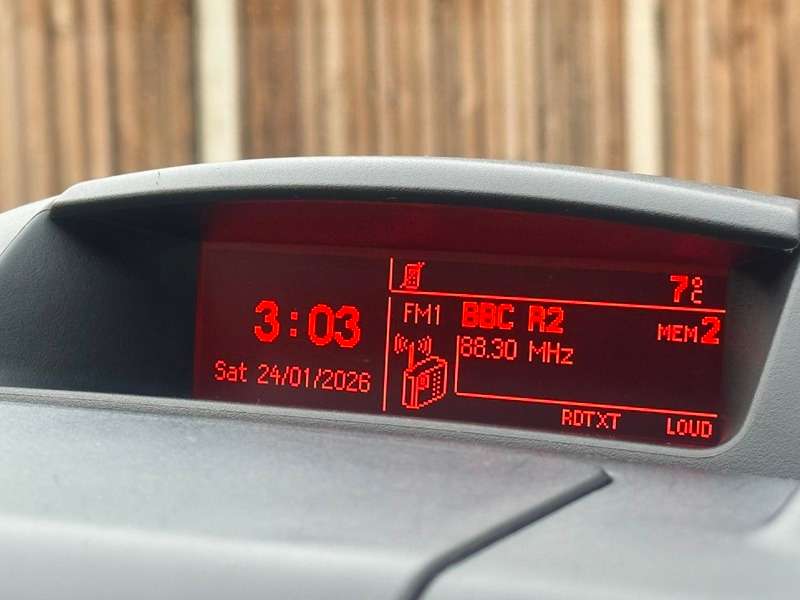 7°C
3:03
FM1 BBC R2 MEM2
88.30 MHz
Sat 24/01/2026
RDTXT LOUD